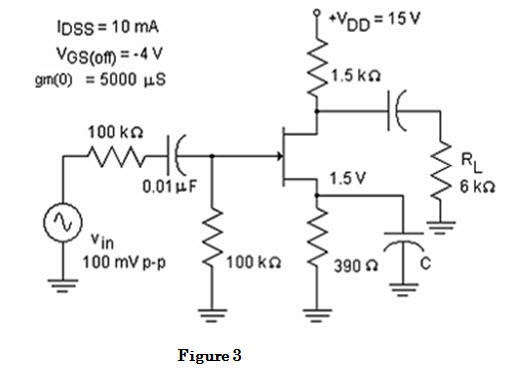 IDSS = 10 mA
VGS(off) = -4 V
gm(0) = 5000 µS
+VDD = 15 V
1.5 kΩ
100 kΩ
0.01 µF
1.5 V
RL
6 kΩ
Vin
100 mV p-p
100 kΩ
390 Ω
C
Figure 3